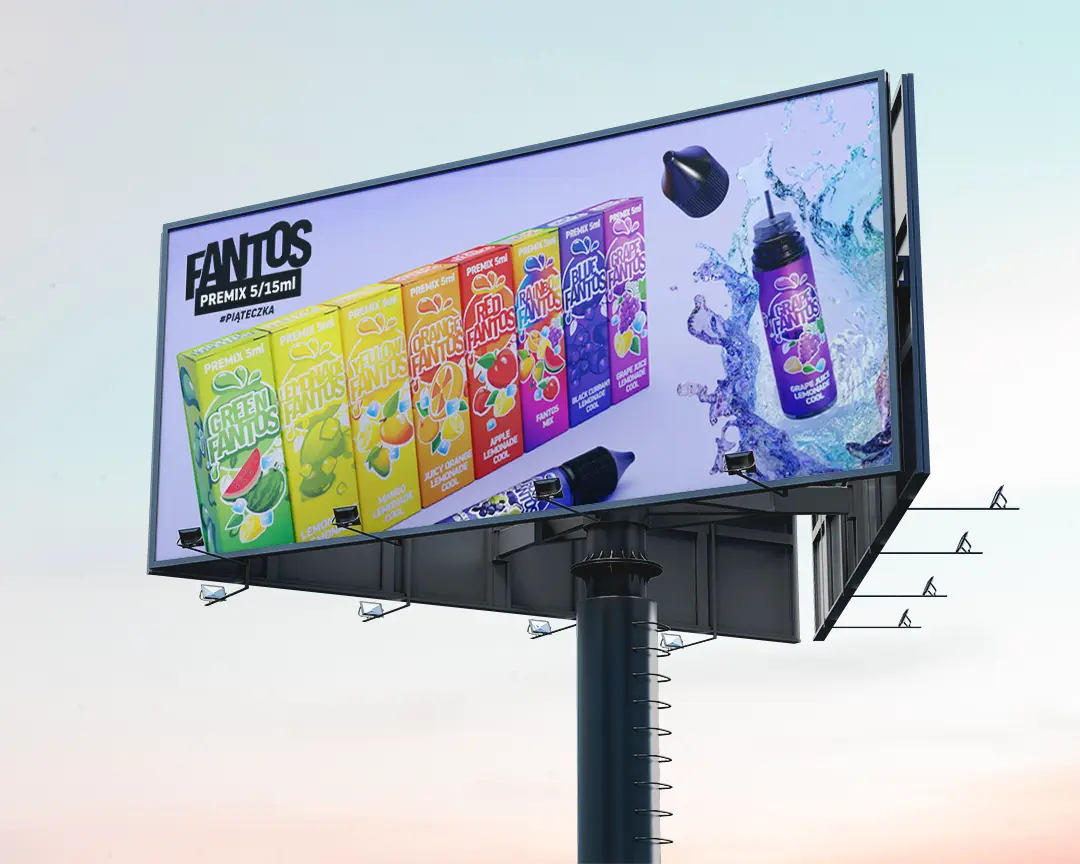 FANTOS
PREMIX 5/15ml
#PIĄTECZKA
PREMIX 5ml
GREEN
FANTOS
PREMIX 5ml
LEMONADE
FANTOS
PREMIX 5ml
YELLOW
FANTOS
MANGO
LEMONADE
COOL
PREMIX 5ml
ORANGE
FANTOS
JUICY ORANGE
LEMONADE
COOL
PREMIX 5ml
RED
FANTOS
APPLE
LEMONADE
COOL
PREMIX 5ml
RAINBOW
FANTOS
FANTOS
MIX
PREMIX 5ml
BLUE
FANTOS
BLACK CURRANT
LEMONADE
COOL
PREMIX 5ml
GRAPE
FANTOS
GRAPE JUICE
LEMONADE
COOL
GRAPE
FANTOS
GRAPE JUICE
LEMONADE
COOL